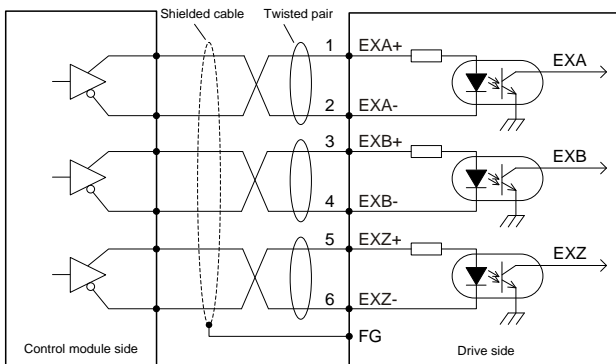 Shielded cable
Twisted pair
1 EXA+
EXA
2 EXA-
3 EXB+
EXB
4 EXB-
5 EXZ+
EXZ
6 EXZ-
FG
Control module side
Drive side